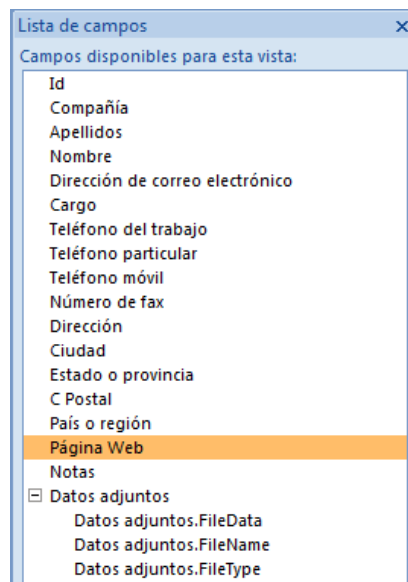 Lista de campos
Campos disponibles para esta vista:
Id
Compañía
Apellidos
Nombre
Dirección de correo electrónico
Cargo
Teléfono del trabajo
Teléfono particular
Teléfono móvil
Número de fax
Dirección
Ciudad
Estado o provincia
C Postal
País o región
Página Web
Notas
Datos adjuntos
Datos adjuntos.FileData
Datos adjuntos.FileName
Datos adjuntos.FileType